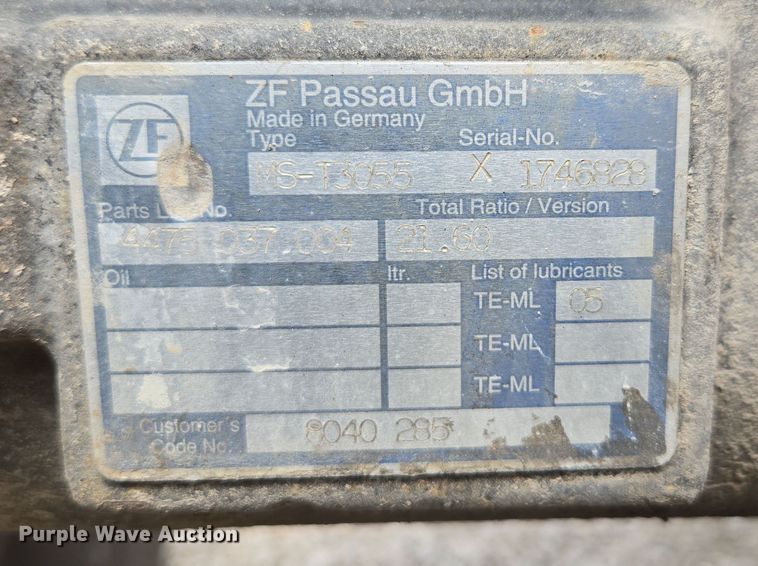 ZF Passau GmbH
ZF
Made in Germany
Type Serial-No.
MS-T3055 X 1746828
Parts List No. Total Ratio / Version
4475 037 004 21.60
Oil ltr. List of lubricants
TE-ML 05
TE-ML
TE-ML
Customer's
Code No.
8040 285
Purple Wave Auction®